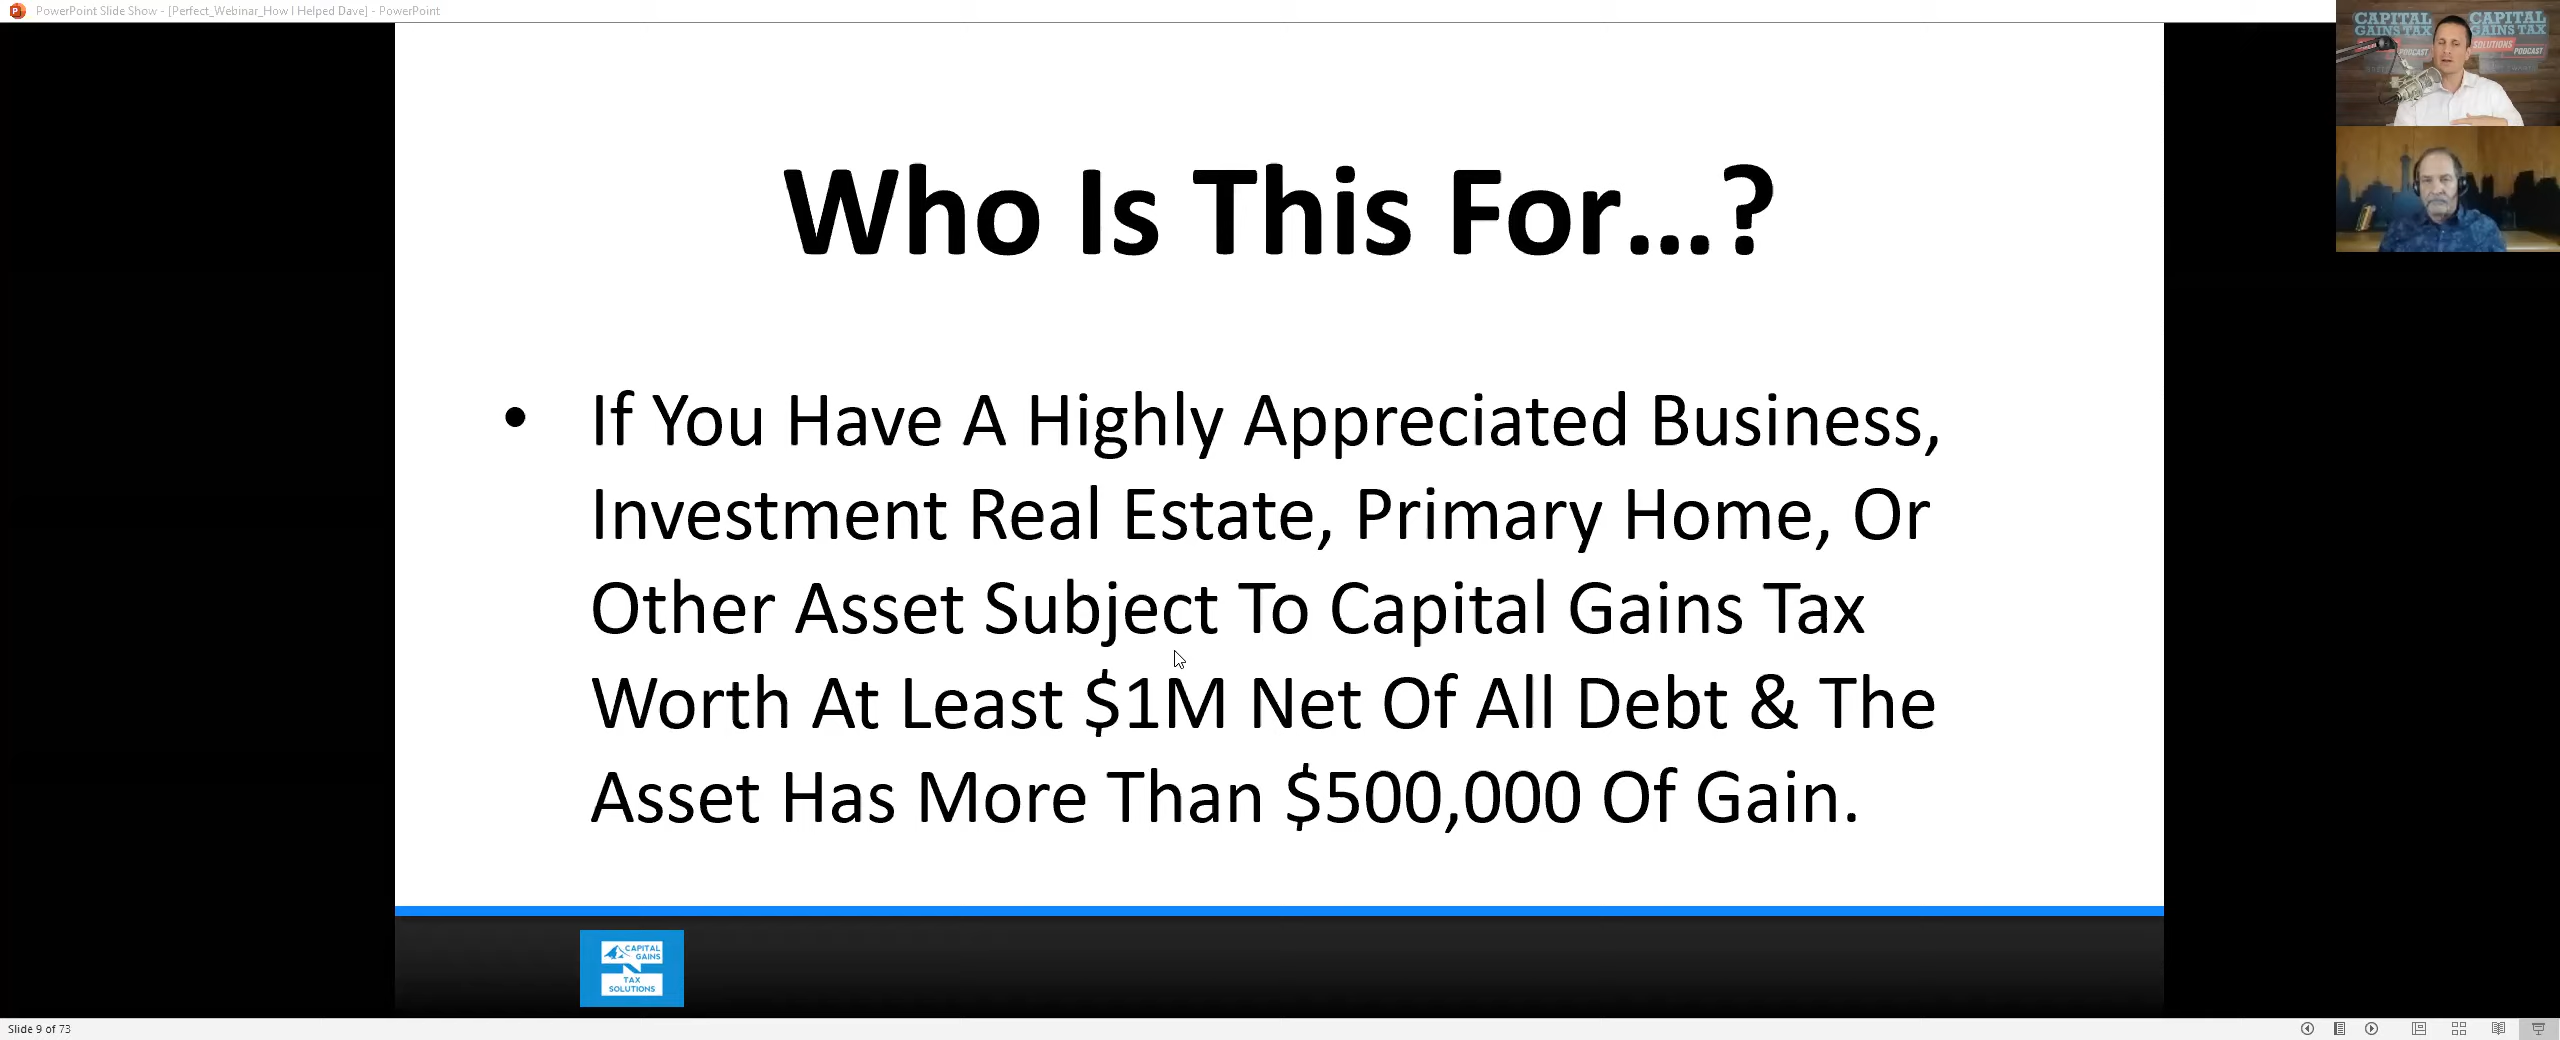 PowerPoint Slide Show - [Perfect_Webinar_How I Helped Dave] - PowerPoint
CAPITAL GAINS TAX
PODCAST
CAPITAL GAINS TAX
SOLUTIONS
PODCAST
Who Is This For...?
• If You Have A Highly Appreciated Business,
Investment Real Estate, Primary Home, Or
Other Asset Subject To Capital Gains Tax
Worth At Least $1M Net Of All Debt & The
Asset Has More Than $500,000 Of Gain.
CAPITAL
GAINS
TAX
SOLUTIONS
Slide 9 of 73